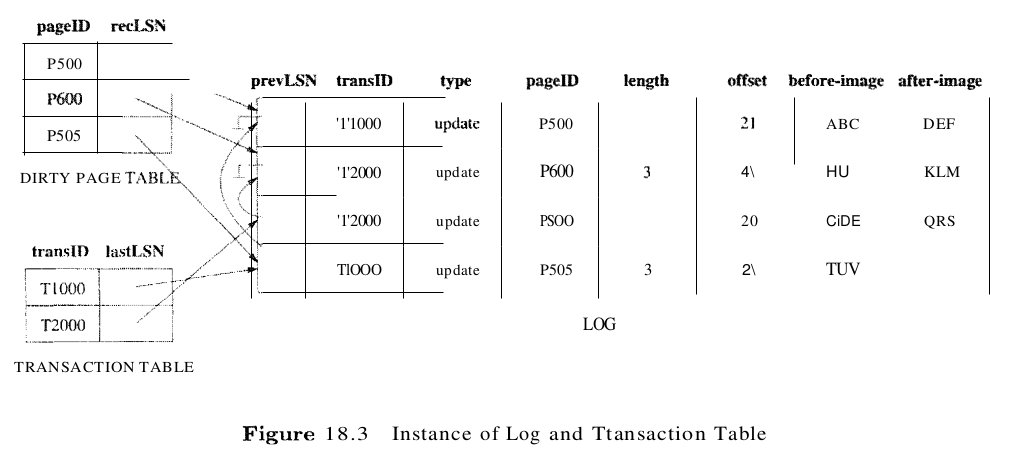 pageID recLSN
P500
P600
P505
DIRTY PAGE TABLE
transID lastLSN
T1000
T2000
TRANSACTION TABLE
prevLSN transID type pageID length offset before-image after-image
'1'1000 update P500 21 ABC DEF
'1'2000 update P600 3 4\ HU KLM
'1'2000 update PSOO 20 CiDE QRS
TlOOO update P505 3 2\ TUV
LOG
Figure 18.3 Instance of Log and Ttansaction Table